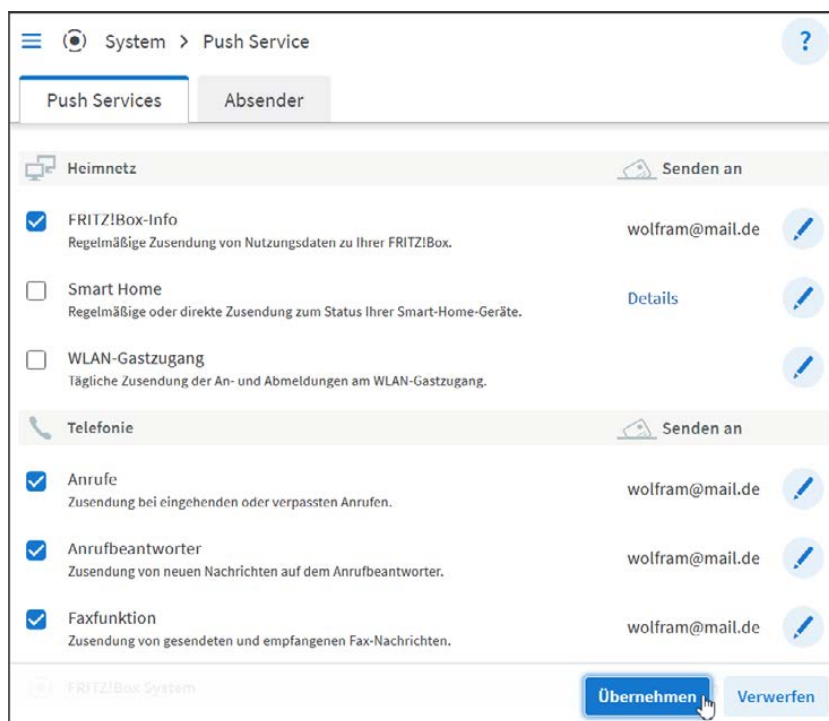 System > Push Service
?
Push Services
Absender
Heimnetz
Senden an
FRITZ!Box-Info
wolfram@mail.de
Regelmäßige Zusendung von Nutzungsdaten zu Ihrer FRITZ!Box.
Smart Home
Details
Regelmäßige oder direkte Zusendung zum Status Ihrer Smart-Home-Geräte.
WLAN-Gastzugang
Tägliche Zusendung der An- und Abmeldungen am WLAN-Gastzugang.
Telefonie
Senden an
Anrufe
wolfram@mail.de
Zusendung bei eingehenden oder verpassten Anrufen.
Anrufbeantworter
wolfram@mail.de
Zusendung von neuen Nachrichten auf dem Anrufbeantworter.
Faxfunktion
wolfram@mail.de
Zusendung von gesendeten und empfangenen Fax-Nachrichten.
FRITZ!Box System
Übernehmen
Verwerfen